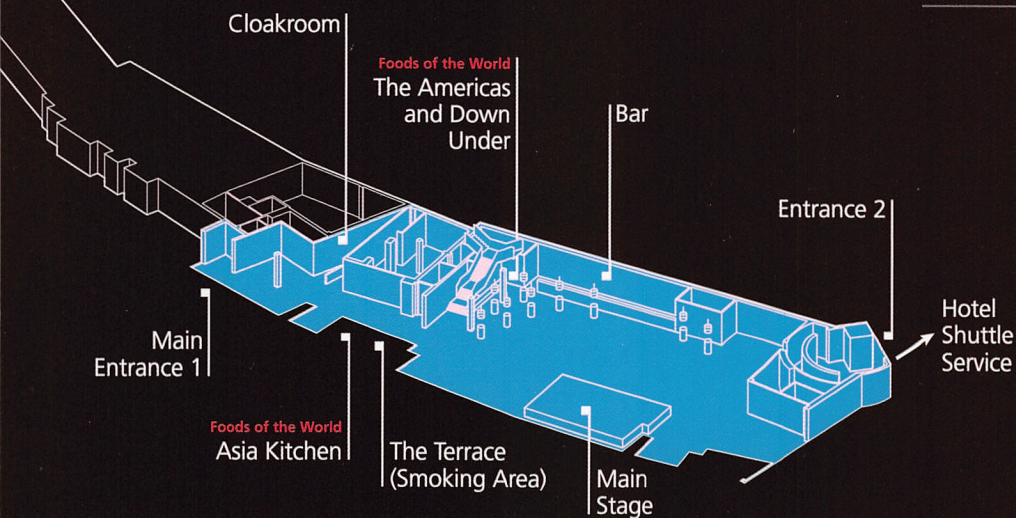 Cloakroom
Foods of the World
The Americas
and Down
Under
Bar
Entrance 2
Hotel
Shuttle
Service
Main
Entrance 1
Foods of the World
Asia Kitchen
The Terrace
(Smoking Area)
Main
Stage